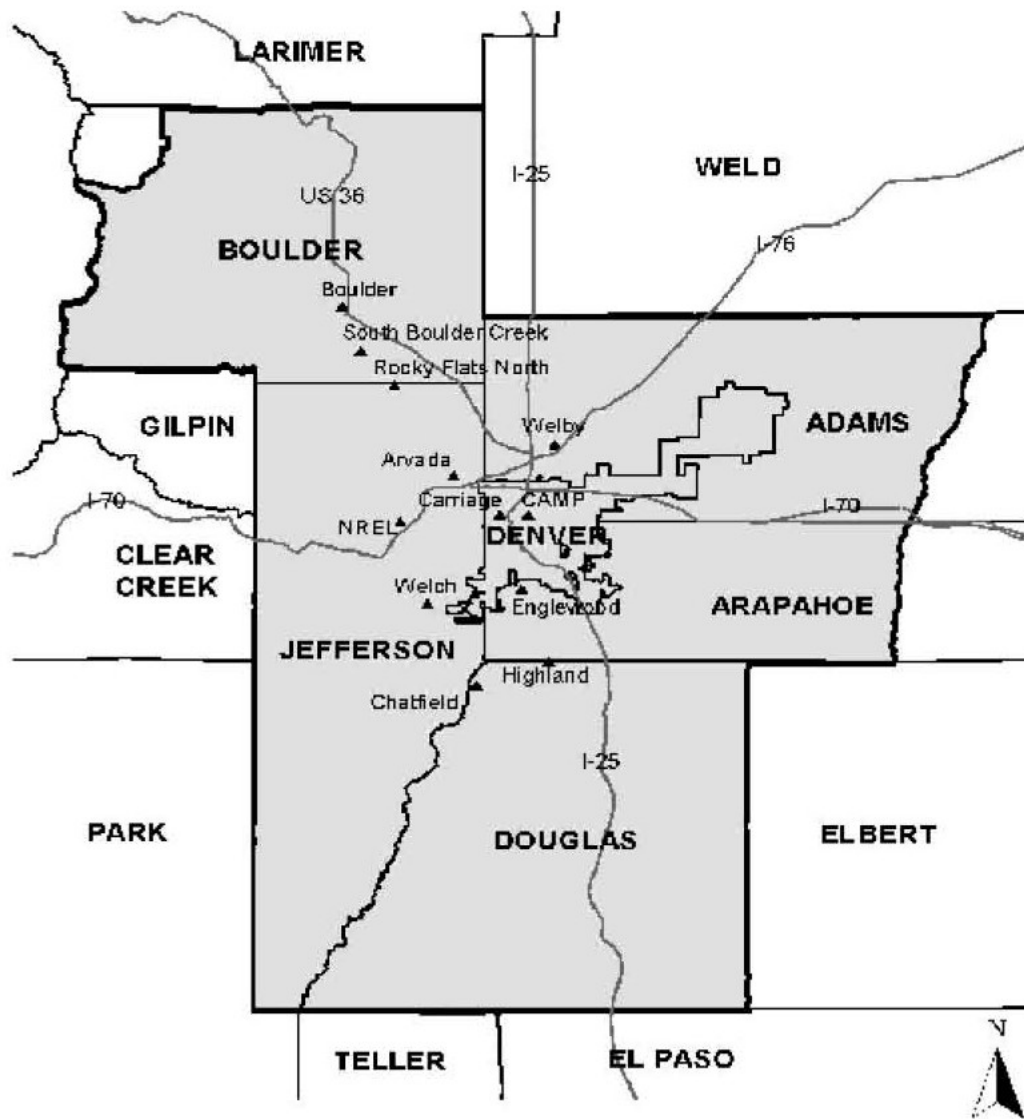 LARIMER
I-25
WELD
US 36
I-76
BOULDER
Boulder
South Boulder Creek
Rocky Flats North
GILPIN
Welby
ADAMS
Arvada
I-70
Carriage
CAMP
I-70
NREL
DENVER
CLEAR
CREEK
Welch
Englewood
ARAPAHOE
JEFFERSON
Highland
Chatfield
I-25
PARK
DOUGLAS
ELBERT
N
TELLER
EL PASO